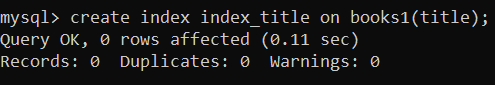 mysql> create index index_title on books1(title);
Query OK, 0 rows affected (0.11 sec)
Records: 0  Duplicates: 0  Warnings: 0